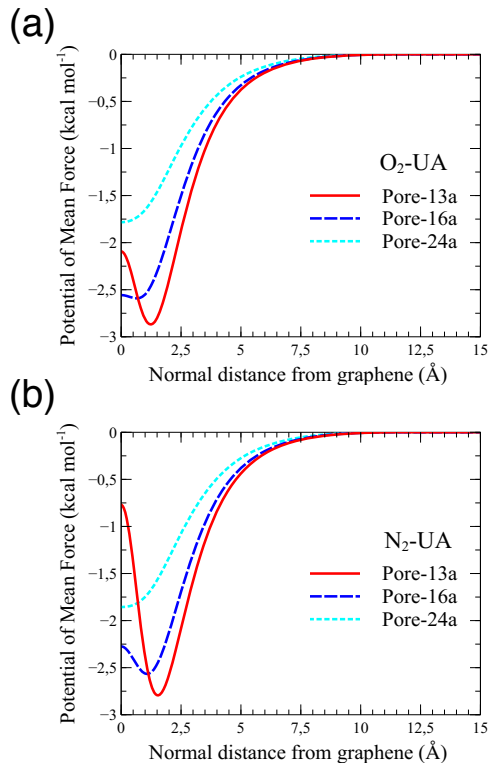 (a)
0
−0,5
−1
−1,5
−2
−2,5
−3
Potential of Mean Force (kcal mol⁻¹)
O₂-UA
Pore-13a
Pore-16a
Pore-24a
0 2,5 5 7,5 10 12,5 15
Normal distance from graphene (Å)
(b)
0
−0,5
−1
−1,5
−2
−2,5
−3
Potential of Mean Force (kcal mol⁻¹)
N₂-UA
Pore-13a
Pore-16a
Pore-24a
0 2,5 5 7,5 10 12,5 15
Normal distance from graphene (Å)